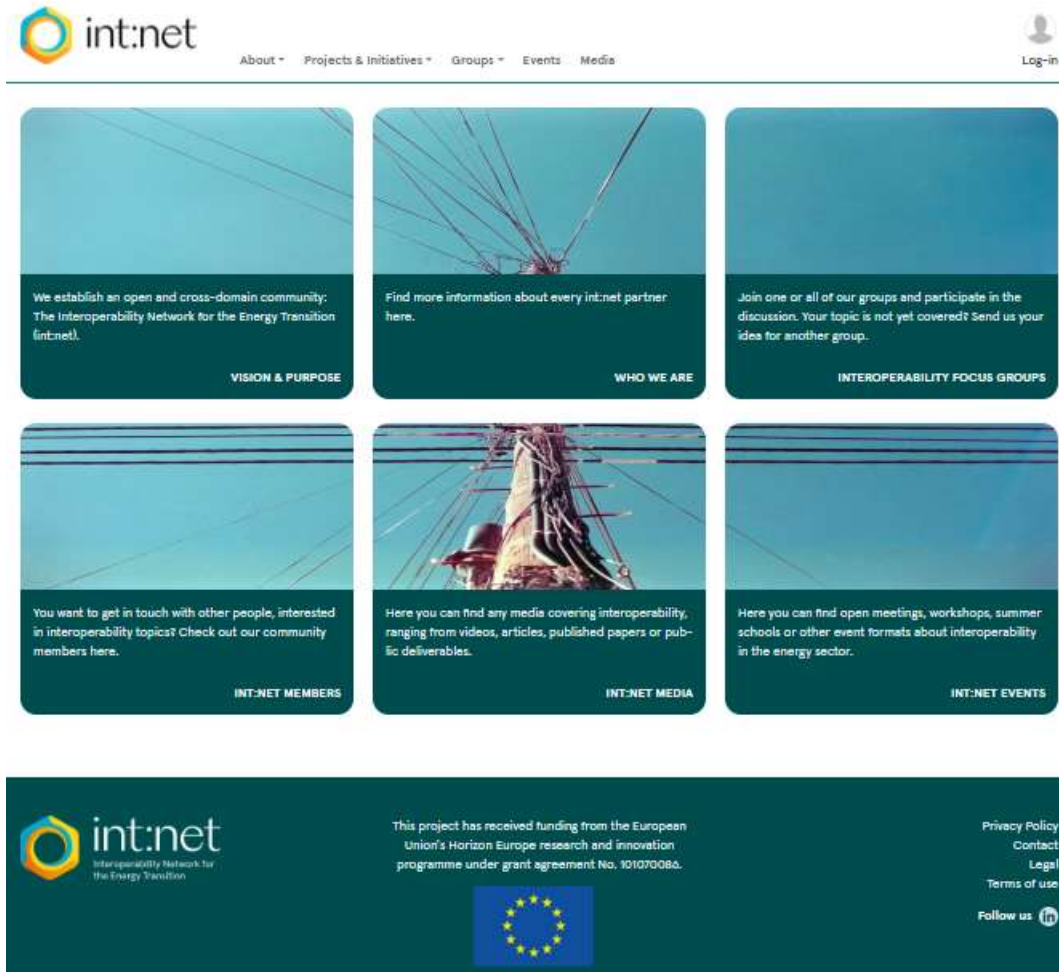 int:net
About Projects & Initiatives Groups Events Media
Log-in
We establish an open and cross-domain community:
The Interoperability Network for the Energy Transition
(int:net).
VISION & PURPOSE
Find more information about every int:net partner
here.
WHO WE ARE
Join one or all of our groups and participate in the
discussion. Your topic is not yet covered? Send us your
idea for another group.
INTEROPERABILITY FOCUS GROUPS
You want to get in touch with other people, interested
in interoperability topics? Check out our community
members here.
INT:NET MEMBERS
Here you can find any media covering interoperability,
ranging from videos, articles, published papers or pub-
lic deliverables.
INT:NET MEDIA
Here you can find open meetings, workshops, summer
schools or other event formats about interoperability
in the energy sector.
INT:NET EVENTS
int:net
Interoperability Network for
the Energy Transition
This project has received funding from the European
Union's Horizon Europe research and innovation
programme under grant agreement No. 101070086.
Privacy Policy
Contact
Legal
Terms of use
Follow us in